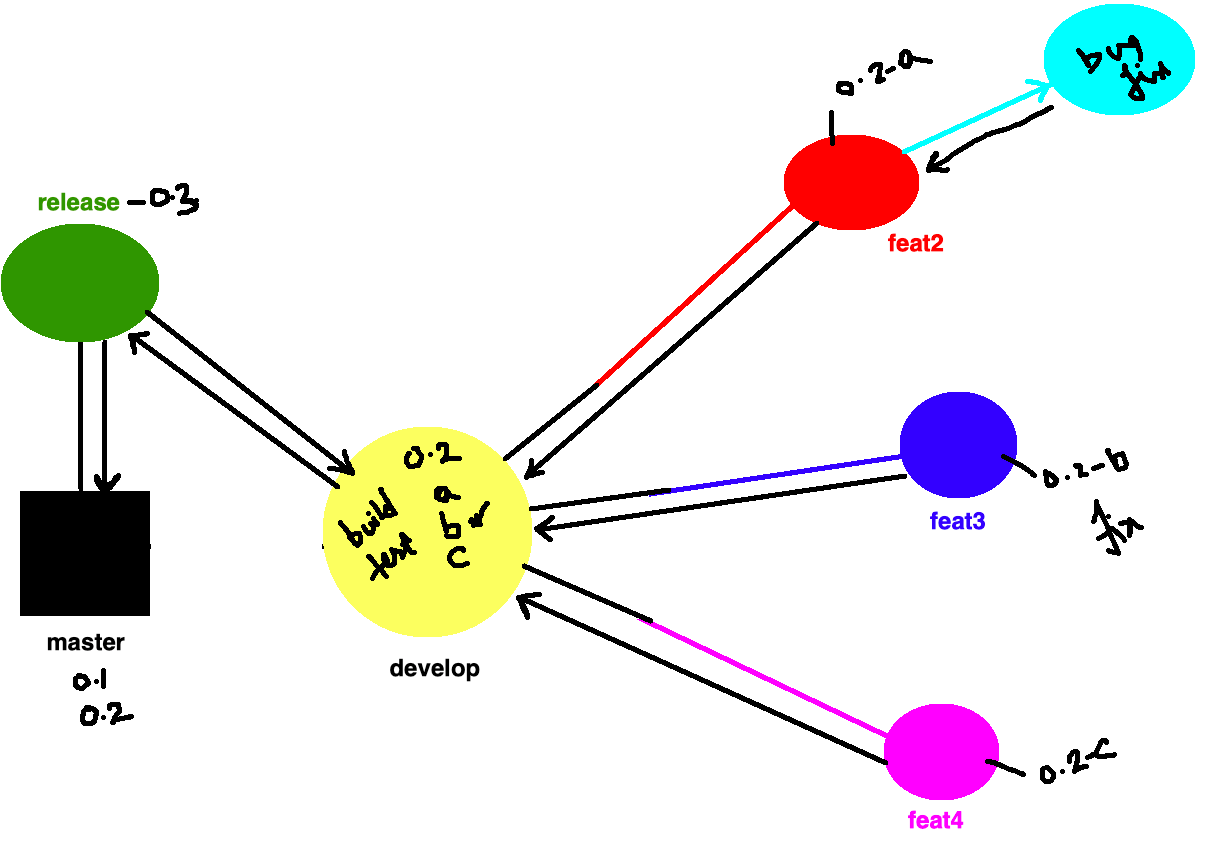 0.2-a
bug
fix
release - 0.3
feat2
0.2
a
build
b
test
c
0.2-b
feat3
fix
master
develop
0.1
0.2
0.2-c
feat4